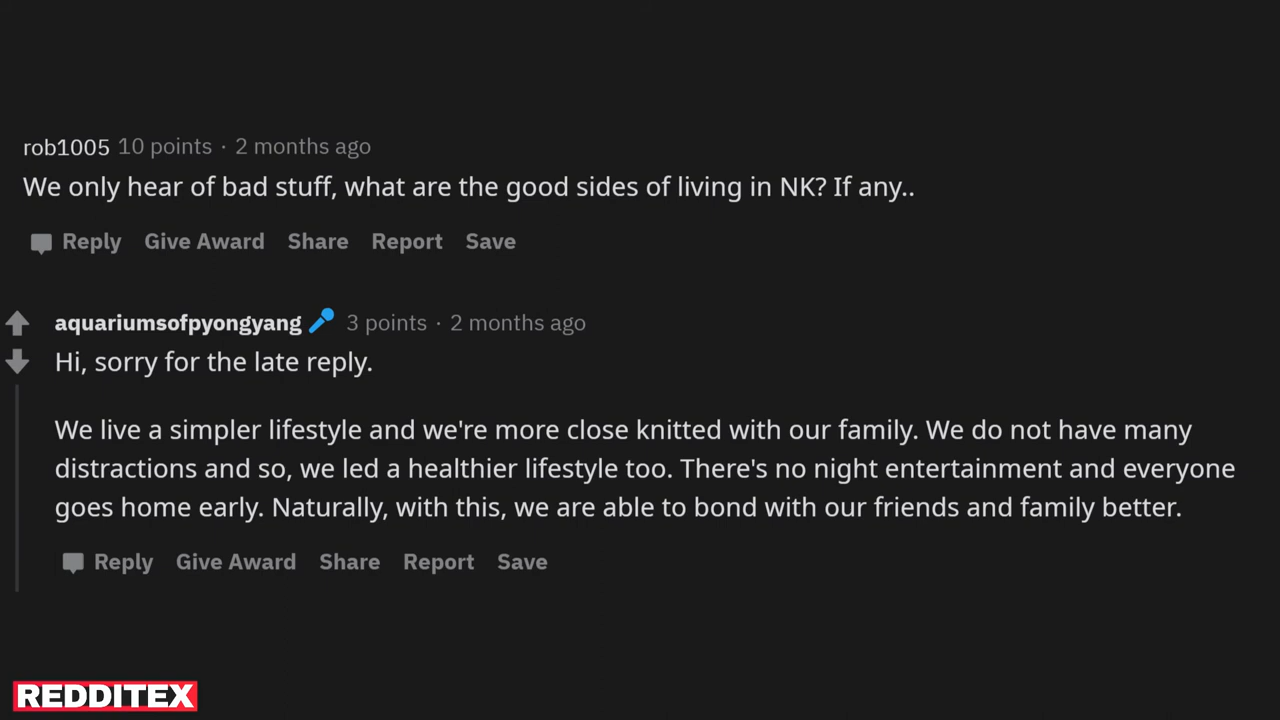 rob1005 10 points · 2 months ago
We only hear of bad stuff, what are the good sides of living in NK? If any..
Reply Give Award Share Report Save
aquariumsofpyongyang 3 points · 2 months ago
Hi, sorry for the late reply.
We live a simpler lifestyle and we're more close knitted with our family. We do not have many
distractions and so, we led a healthier lifestyle too. There's no night entertainment and everyone
goes home early. Naturally, with this, we are able to bond with our friends and family better.
Reply Give Award Share Report Save
REDDITEX